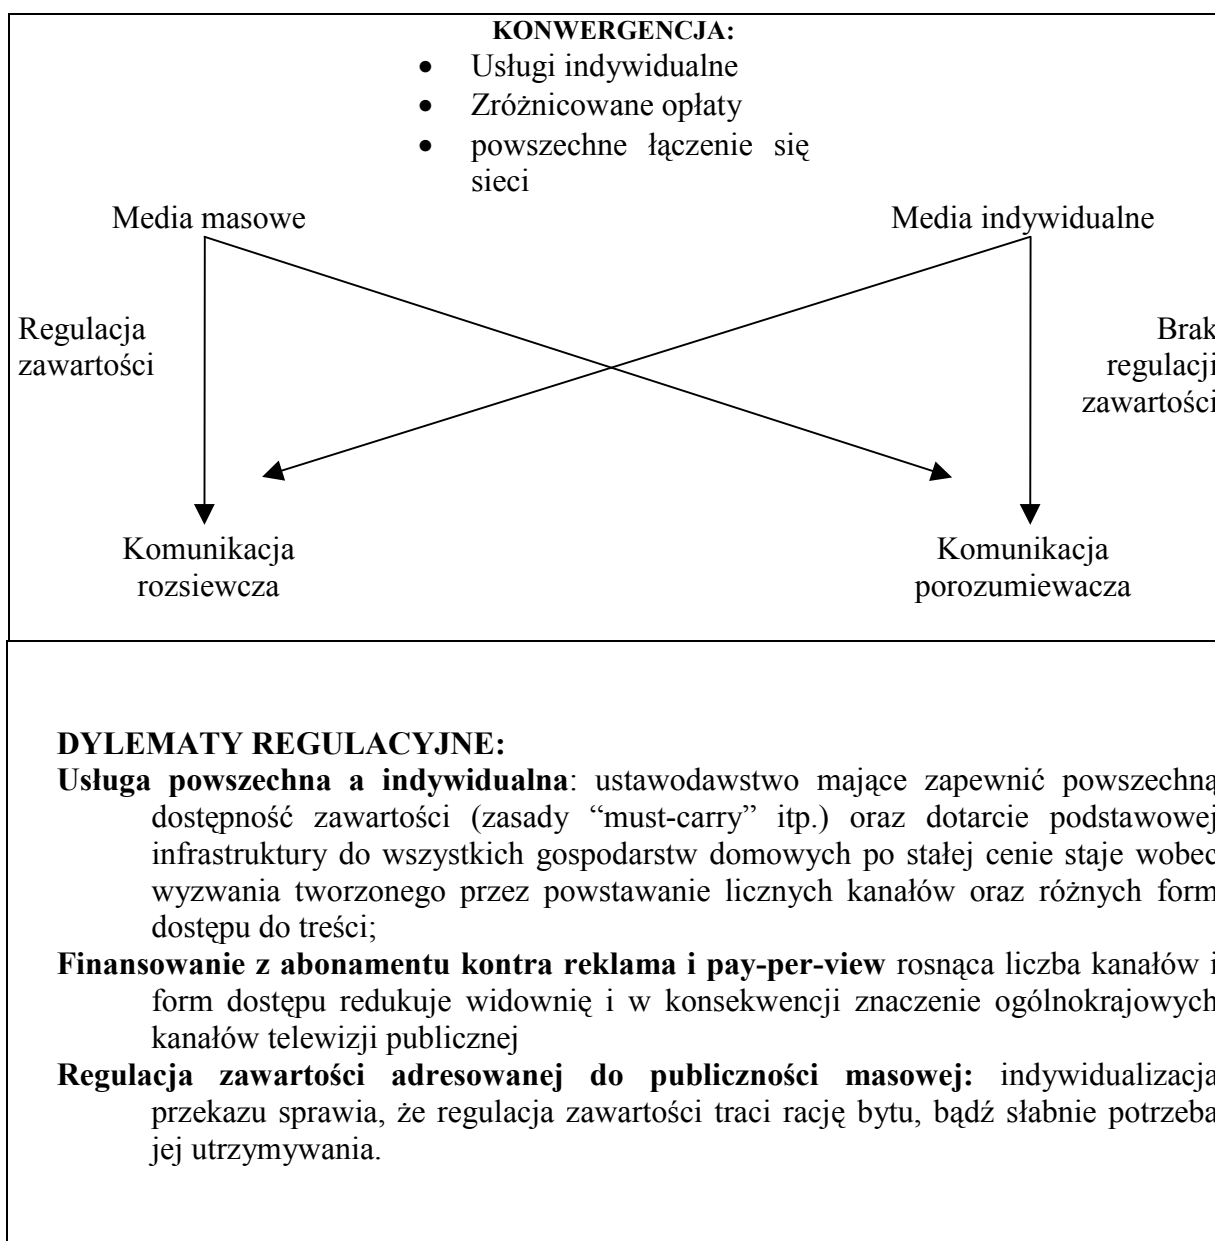 KONWERGENCJA:
• Usługi indywidualne
• Zróżnicowane opłaty
• powszechne łączenie się
sieci
Media masowe
Media indywidualne
Regulacja
zawartości
Brak
regulacji
zawartości
Komunikacja
rozsiewcza
Komunikacja
porozumiewacza
DYLEMATY REGULACYJNE:
Usługa powszechna a indywidualna: ustawodawstwo mające zapewnić powszechną
dostępność zawartości (zasady “must-carry” itp.) oraz dotarcie podstawowej
infrastruktury do wszystkich gospodarstw domowych po stałej cenie staje wobec
wyzwania tworzonego przez powstawanie licznych kanałów oraz różnych form
dostępu do treści;
Finansowanie z abonamentu kontra reklama i pay-per-view rosnąca liczba kanałów i
form dostępu redukuje widownię i w konsekwencji znaczenie ogólnokrajowych
kanałów telewizji publicznej
Regulacja zawartości adresowanej do publiczności masowej: indywidualizacja
przekazu sprawia, że regulacja zawartości traci rację bytu, bądź słabnie potrzeba
jej utrzymywania.